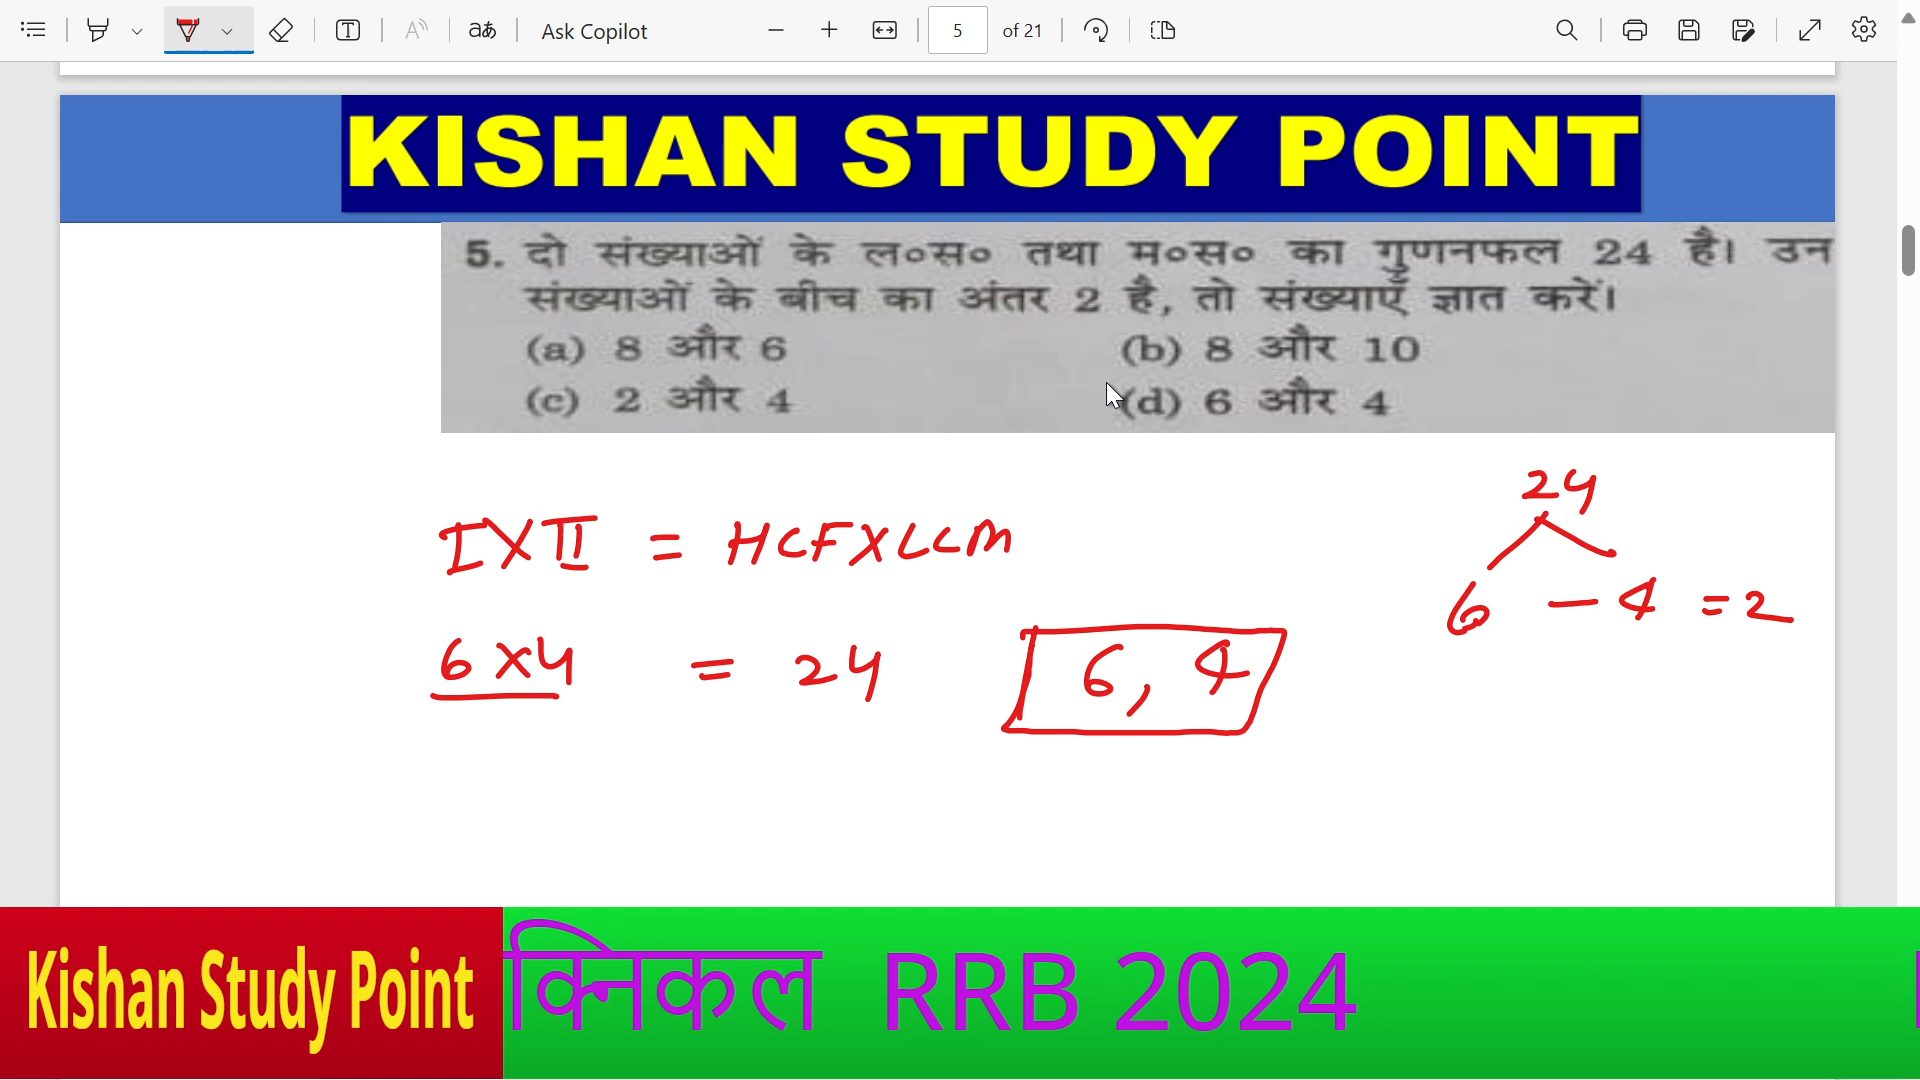 Ask Copilot 5 of 21
KISHAN STUDY POINT
5. दो संख्याओं के ल०स० तथा म०स० का गुणनफल 24 है। उन
संख्याओं के बीच का अंतर 2 है, तो संख्याएँ ज्ञात करें।
(a) 8 और 6 (b) 8 और 10
(c) 2 और 4 (d) 6 और 4
I X II = HCF X LCM
24
6 - 4 = 2
6 X 4 = 24
6, 4
Kishan Study Point
क्निकल RRB 2024